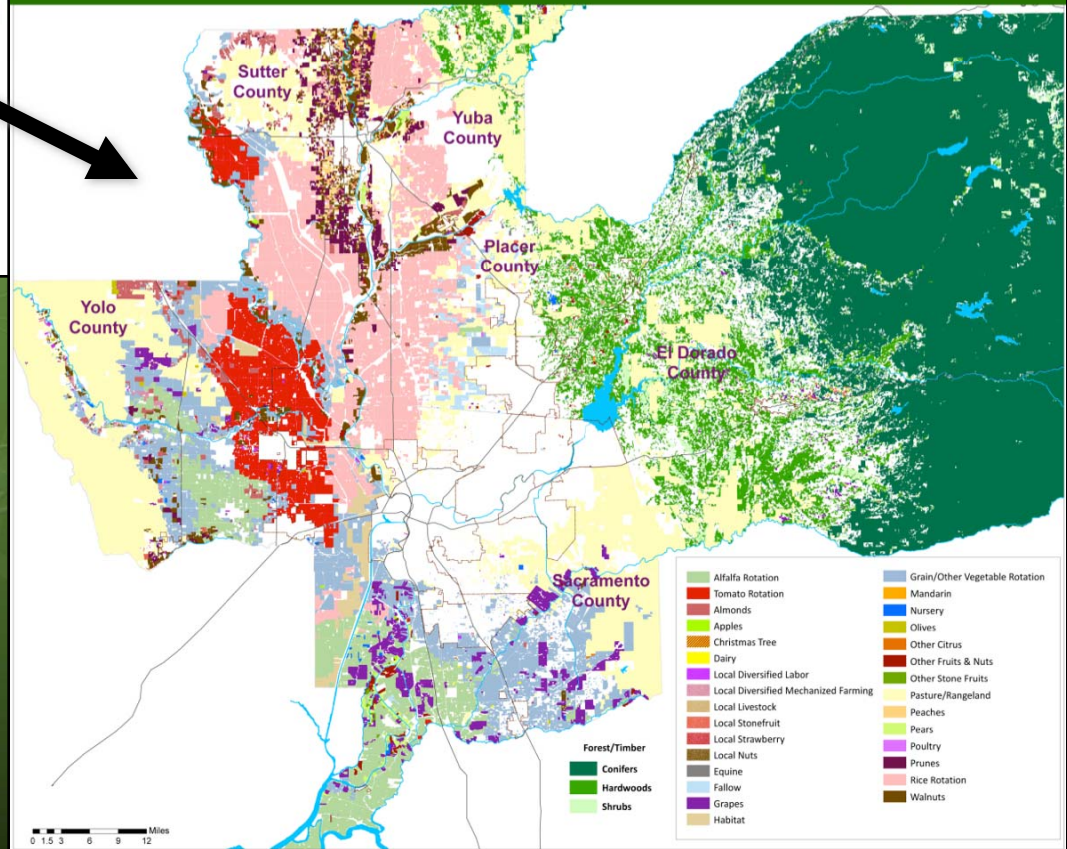 Sutter
County
Yuba
County
Placer
County
Yolo
County
El Dorado
County
Sacramento
County
Alfalfa Rotation
Tomato Rotation
Almonds
Apples
Christmas Tree
Dairy
Local Diversified Labor
Local Diversified Mechanized Farming
Local Livestock
Local Stonefruit
Local Strawberry
Local Nuts
Equine
Fallow
Grapes
Habitat
Grain/Other Vegetable Rotation
Mandarin
Nursery
Olives
Other Citrus
Other Fruits & Nuts
Other Stone Fruits
Pasture/Rangeland
Peaches
Pears
Poultry
Prunes
Rice Rotation
Walnuts
Forest/Timber
Conifers
Hardwoods
Shrubs
Miles
0 1.5 3 6 9 12